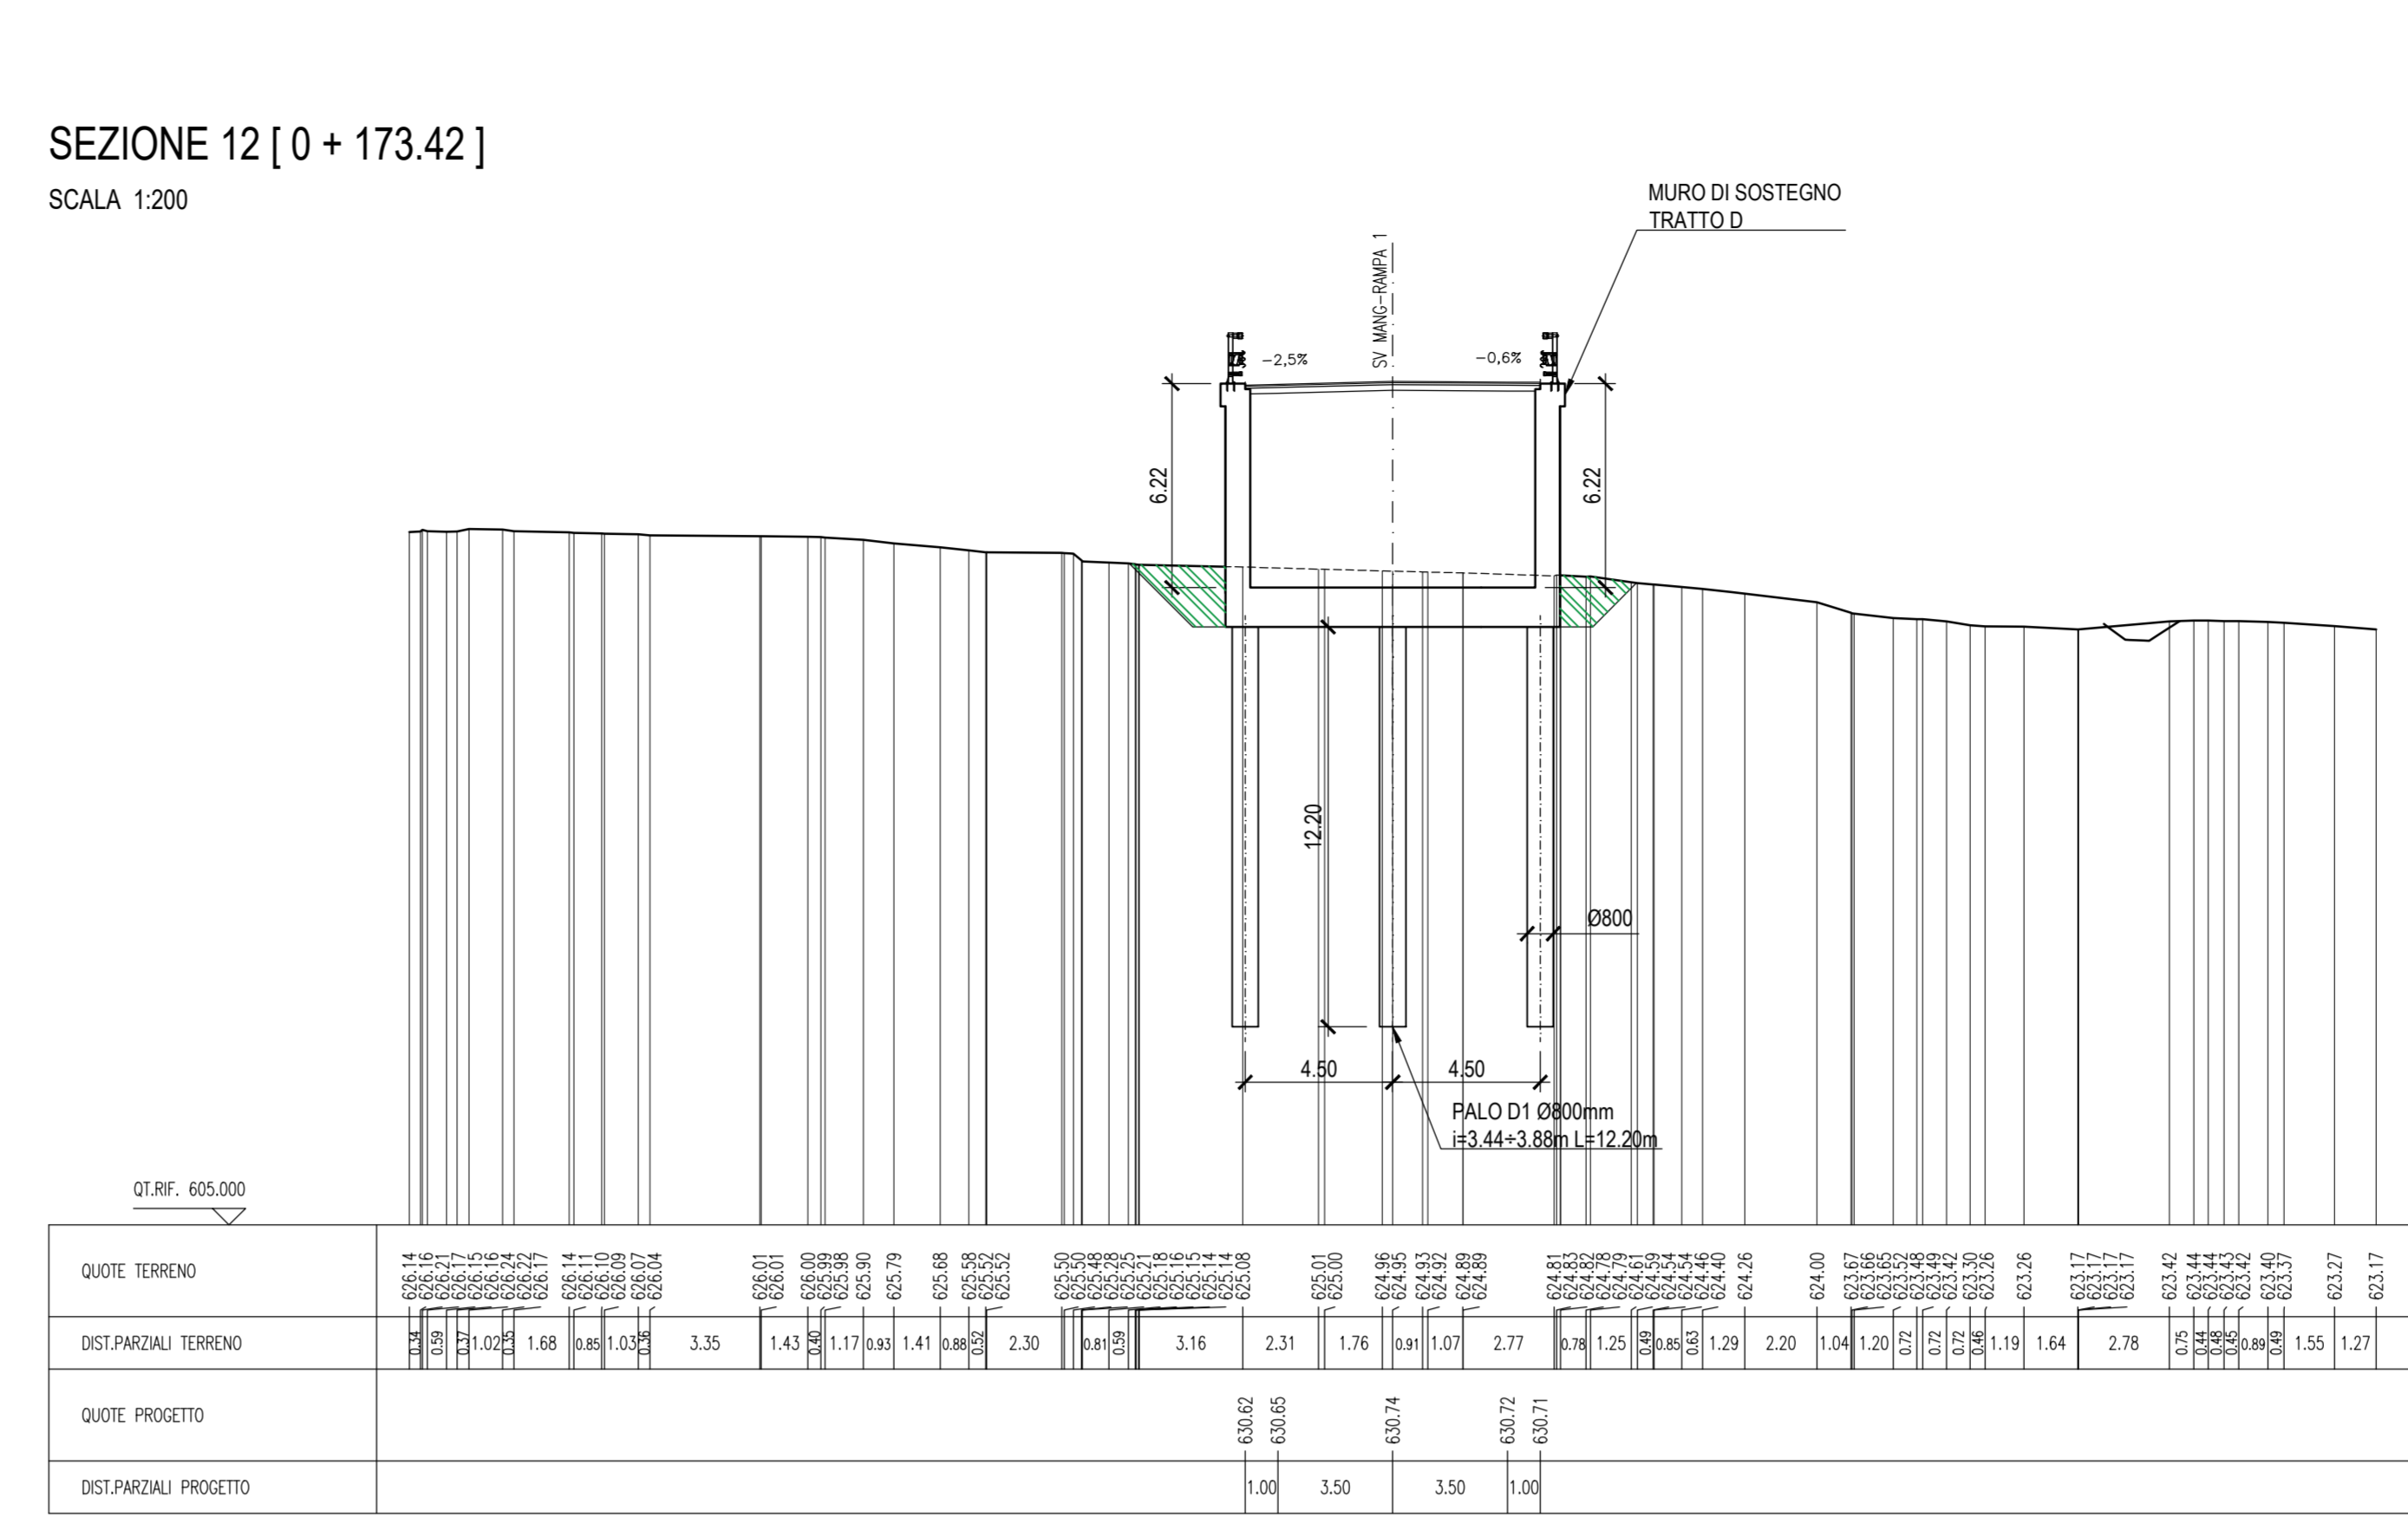 SEZIONE 12 [ 0 + 173.42 ]
SCALA 1:200
MURO DI SOSTEGNO
TRATTO D
SV MANG-RAMPA 1
-2,5%
-0,6%
6.22
6.22
12.20
Ø800
4.50
4.50
PALO D1 Ø800mm
i=3.44÷3.88m L=12.20m
QT.RIF. 605.000
QUOTE TERRENO 626.14 626.16 626.21 626.17 626.15 626.16 626.24 626.22 626.17 626.14 626.11 626.10 626.09 626.07 626.04 626.01 626.01 626.00 625.99 625.98 625.90 625.79 625.68 625.58 625.52 625.52 625.50 625.50 625.48 625.28 625.25 625.21 625.18 625.16 625.15 625.14 625.14 625.08 625.01 625.00 624.96 624.95 624.93 624.92 624.89 624.89 624.81 624.83 624.82 624.78 624.79 624.61 624.59 624.54 624.54 624.46 624.40 624.26 624.00 623.67 623.66 623.65 623.52 623.48 623.49 623.42 623.30 623.26 623.26 623.17 623.17 623.17 623.17 623.42 623.44 623.44 623.43 623.42 623.40 623.37 623.27 623.17
DIST.PARZIALI TERRENO 0.34 0.59 0.37 1.02 0.35 1.68 0.85 1.03 0.36 3.35 1.43 0.40 1.17 0.93 1.41 0.88 0.52 2.30 0.81 0.59 3.16 2.31 1.76 0.91 1.07 2.77 0.78 1.25 0.49 0.85 0.63 1.29 2.20 1.04 1.20 0.72 0.72 0.72 0.46 1.19 1.64 2.78 0.75 0.44 0.48 0.45 0.89 0.49 1.55 1.27
QUOTE PROGETTO 630.62 630.65 630.74 630.72 630.71
DIST.PARZIALI PROGETTO 1.00 3.50 3.50 1.00